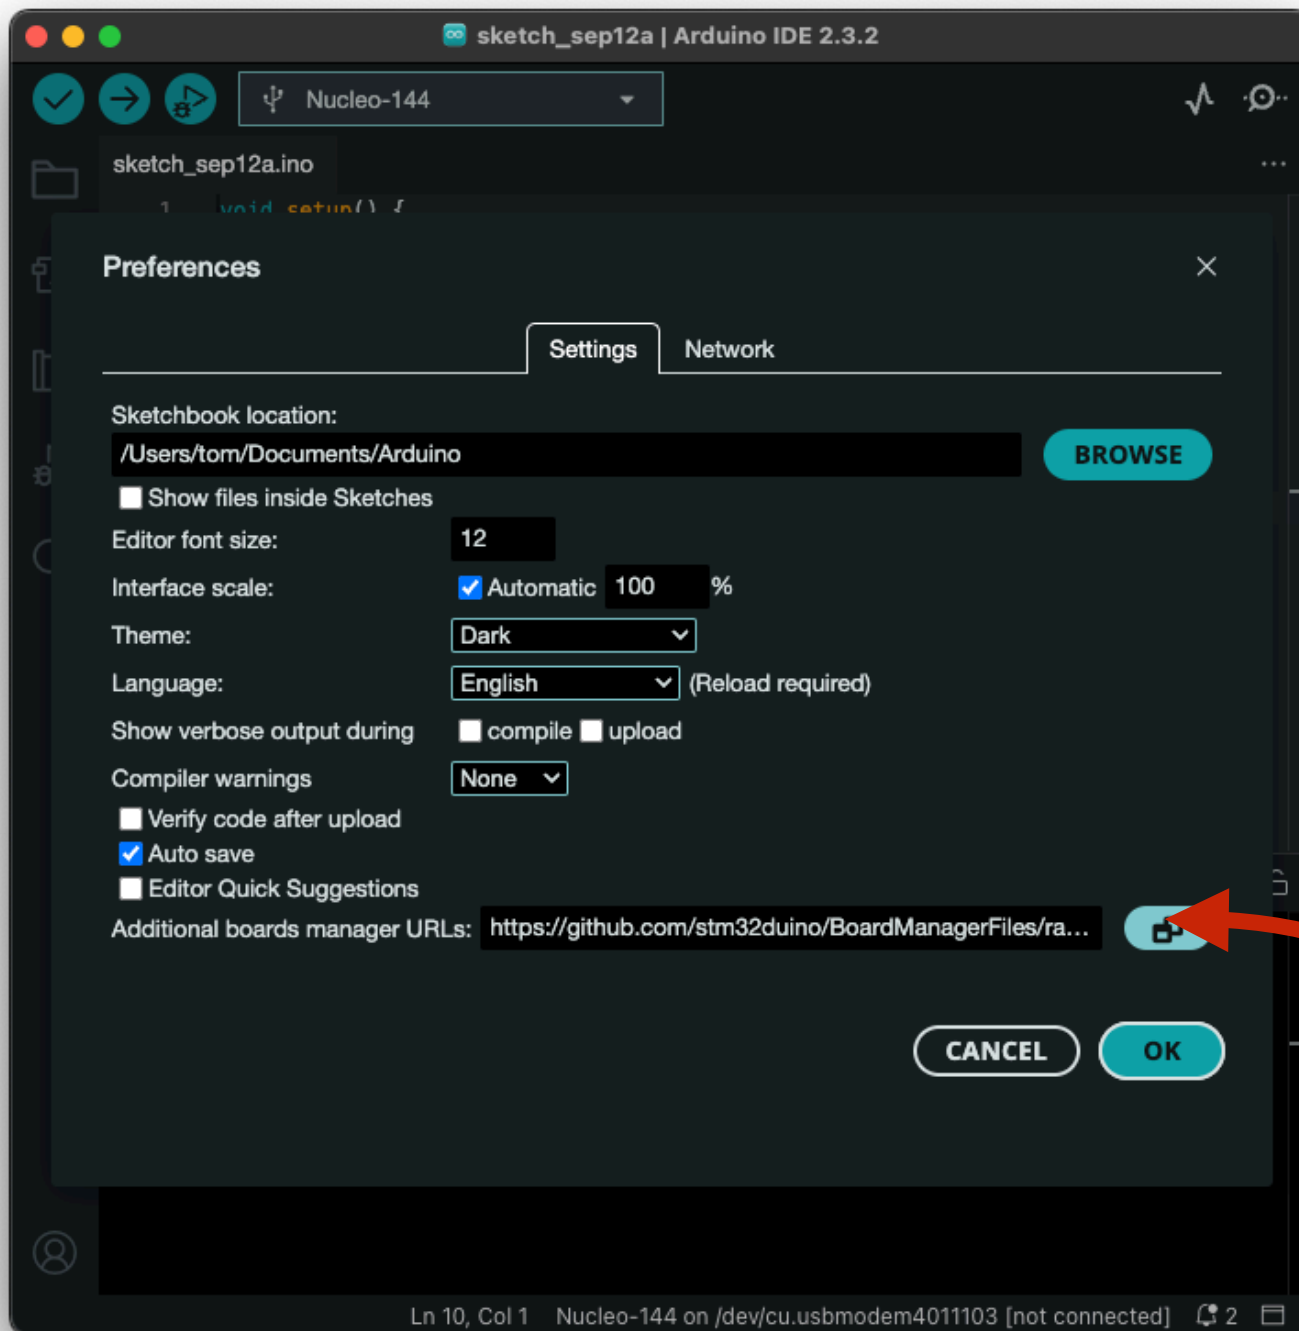 sketch_sep12a | Arduino IDE 2.3.2
Nucleo-144
sketch_sep12a.ino
1 void setup() {
Preferences
Settings Network
Sketchbook location:
/Users/tom/Documents/Arduino BROWSE
Show files inside Sketches
Editor font size: 12
Interface scale: Automatic 100 %
Theme: Dark
Language: English (Reload required)
Show verbose output during compile upload
Compiler warnings None
Verify code after upload
Auto save
Editor Quick Suggestions
Additional boards manager URLs: https://github.com/stm32duino/BoardManagerFiles/ra...
CANCEL OK
Ln 10, Col 1 Nucleo-144 on /dev/cu.usbmodem4011103 [not connected] 2